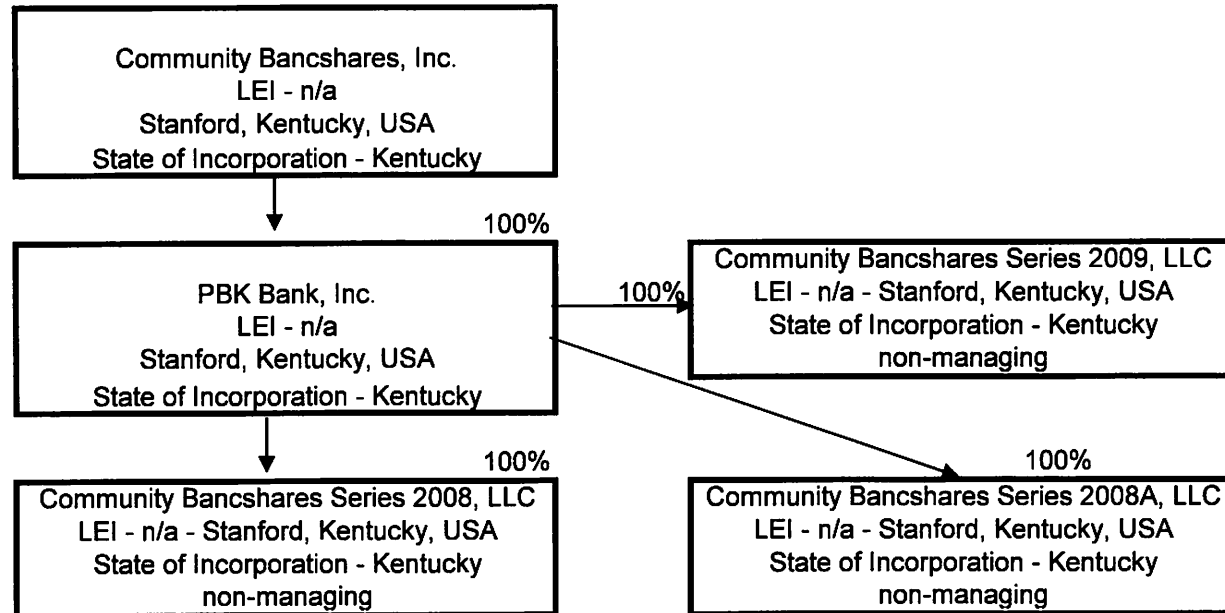 Community Bancshares, Inc.
LEI - n/a
Stanford, Kentucky, USA
State of Incorporation - Kentucky
100%
PBK Bank, Inc.
LEI - n/a
Stanford, Kentucky, USA
State of Incorporation - Kentucky
100%
Community Bancshares Series 2009, LLC
LEI - n/a - Stanford, Kentucky, USA
State of Incorporation - Kentucky
non-managing
100%
Community Bancshares Series 2008, LLC
LEI - n/a - Stanford, Kentucky, USA
State of Incorporation - Kentucky
non-managing
100%
Community Bancshares Series 2008A, LLC
LEI - n/a - Stanford, Kentucky, USA
State of Incorporation - Kentucky
non-managing